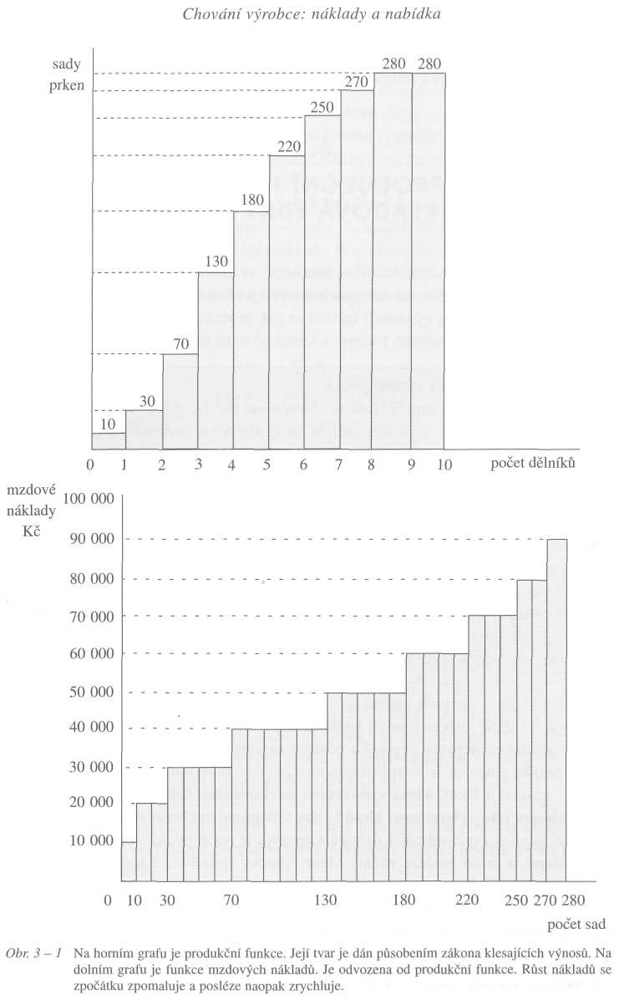 Chování výrobce: náklady a nabídka
sady
prken
280 280
270
250
220
180
130
70
30
10
0 1 2 3 4 5 6 7 8 9 10 počet dělníků
mzdové
náklady
Kč
100 000
90 000
80 000
70 000
60 000
50 000
40 000
30 000
20 000
10 000
0 10 30 70 130 180 220 250 270 280
počet sad
Obr. 3 – 1 Na horním grafu je produkční funkce. Její tvar je dán působením zákona klesajících výnosů. Na
dolním grafu je funkce mzdových nákladů. Je odvozena od produkční funkce. Růst nákladů se
zpočátku zpomaluje a posléze naopak zrychluje.